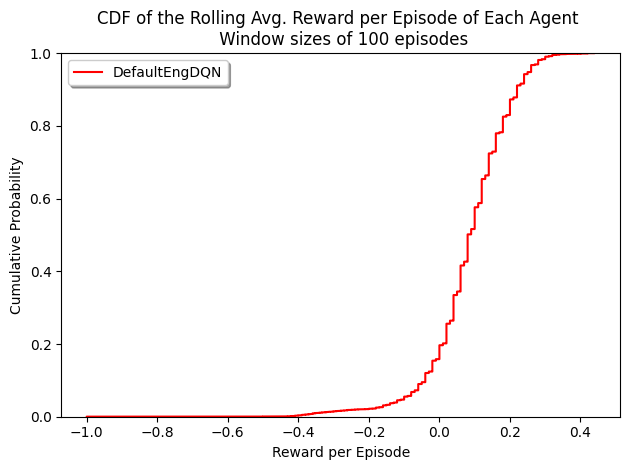 CDF of the Rolling Avg. Reward per Episode of Each Agent
Window sizes of 100 episodes
DefaultEngDQN
Cumulative Probability
1.0
0.8
0.6
0.4
0.2
0.0
−1.0 −0.8 −0.6 −0.4 −0.2 0.0 0.2 0.4
Reward per Episode